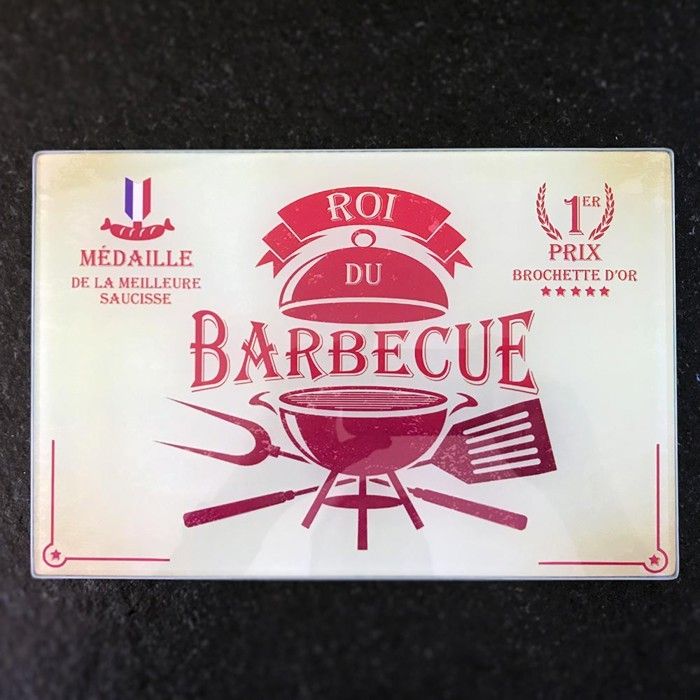 ROI
DU
BARBECUE
MÉDAILLE
DE LA MEILLEURE
SAUCISSE
1ER
PRIX
BROCHETTE D'OR